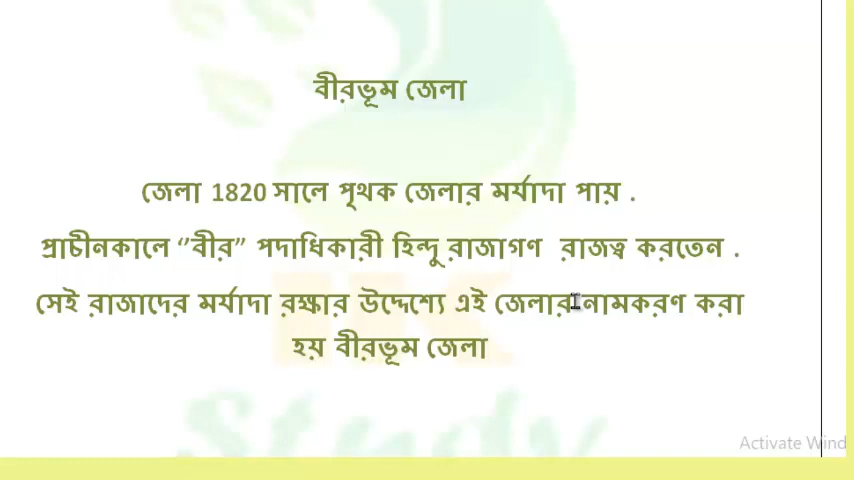 বীরভূম জেলা
জেলা 1820 সালে পৃথক জেলার মর্যাদা পায় .
প্রাচীনকালে “বীর” পদাধিকারী হিন্দু রাজাগণ রাজত্ব করতেন .
সেই রাজাদের মর্যাদা রক্ষার উদ্দেশ্যে এই জেলার নামকরণ করা
হয় বীরভূম জেলা
Study
Activate Wind